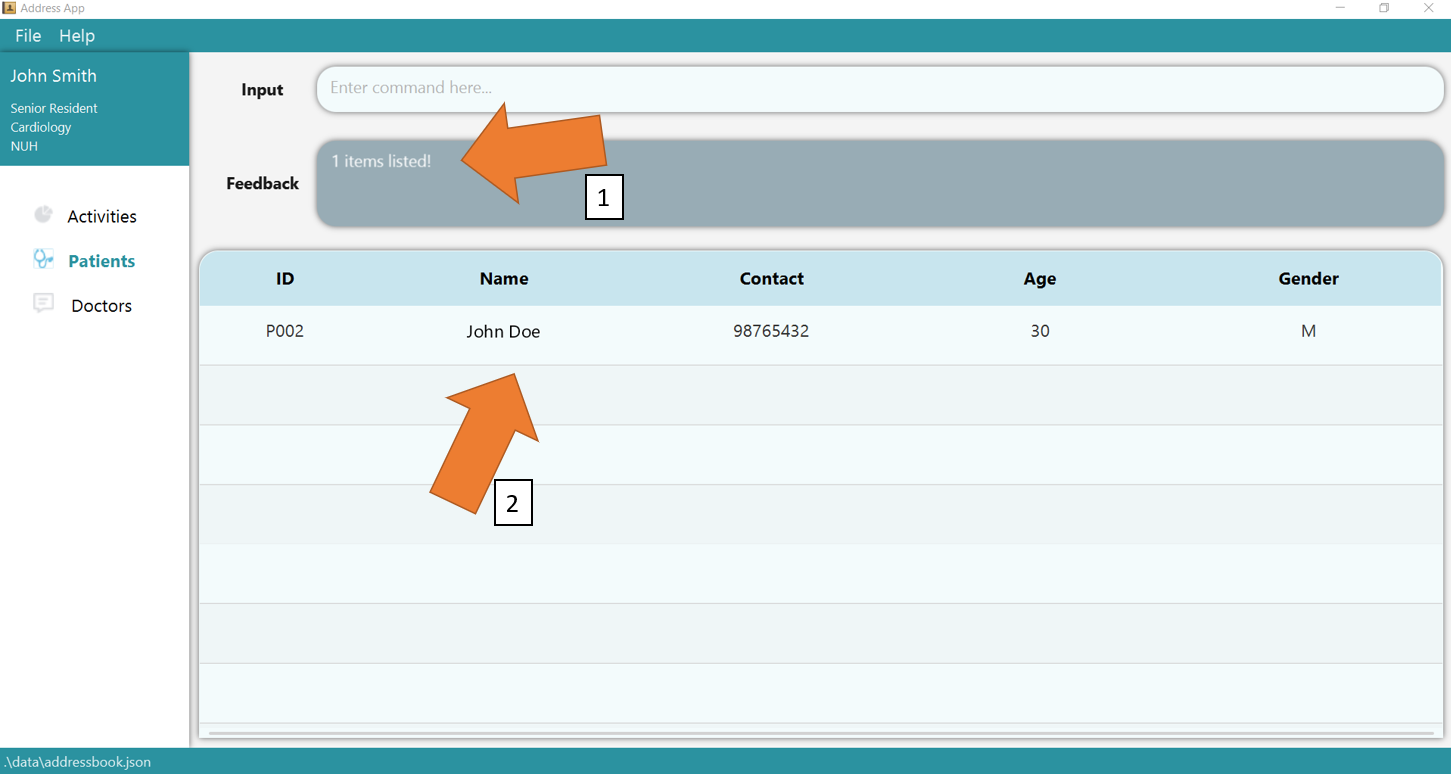 Address App
File Help
John Smith
Senior Resident
Cardiology
NUH
Activities
Patients
Doctors
Input
Enter command here...
Feedback
1 items listed!
1
ID Name Contact Age Gender
P002 John Doe 98765432 30 M
2
.\data\addressbook.json